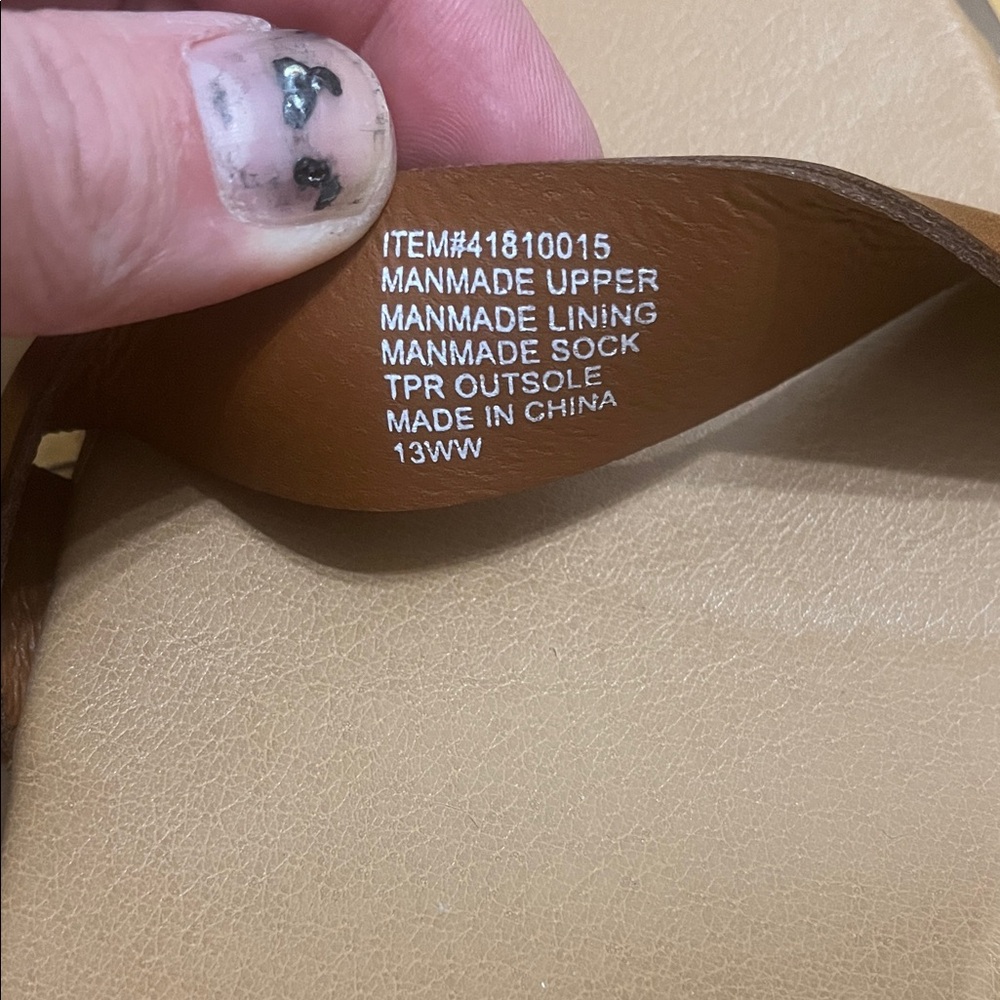 ITEM#41810015
MANMADE UPPER
MANMADE LINING
MANMADE SOCK
TPR OUTSOLE
MADE IN CHINA
13WW